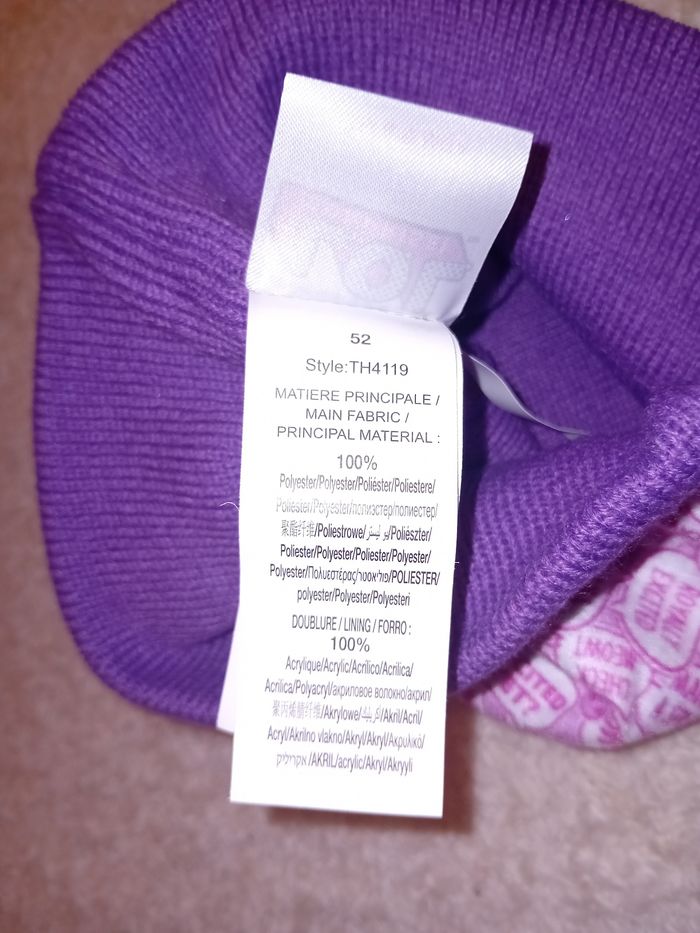 52
Style:TH4119
MATIERE PRINCIPALE /
MAIN FABRIC /
PRINCIPAL MATERIAL :
100%
Polyester/Polyester/Poliéster/Poliestere/
Poliéster/Polyester/полиэстер/полиестер/
聚酯纤维/Poliestrowe/بوليستر/Poliészter/
Poliester/Polyester/Poliester/Polyester/
Polyester/Πολυεστέρας/פוליאסטר/POLIESTER/
polyester/Polyester/Polyesteri
DOUBLURE / LINING / FORRO :
100%
Acrylique/Acrylic/Acrílico/Acrilica/
Acrílica/Polyacryl/акриловое волокно/акрил/
聚丙烯腈纤维/Akrylowe/أكريليك/Akril/Acril/
Acryl/Akrilno vlakno/Akryl/Akryl/Ακρυλικό/
אקריליק/AKRIL/acrylic/Akryl/Akryyli
MEOW!